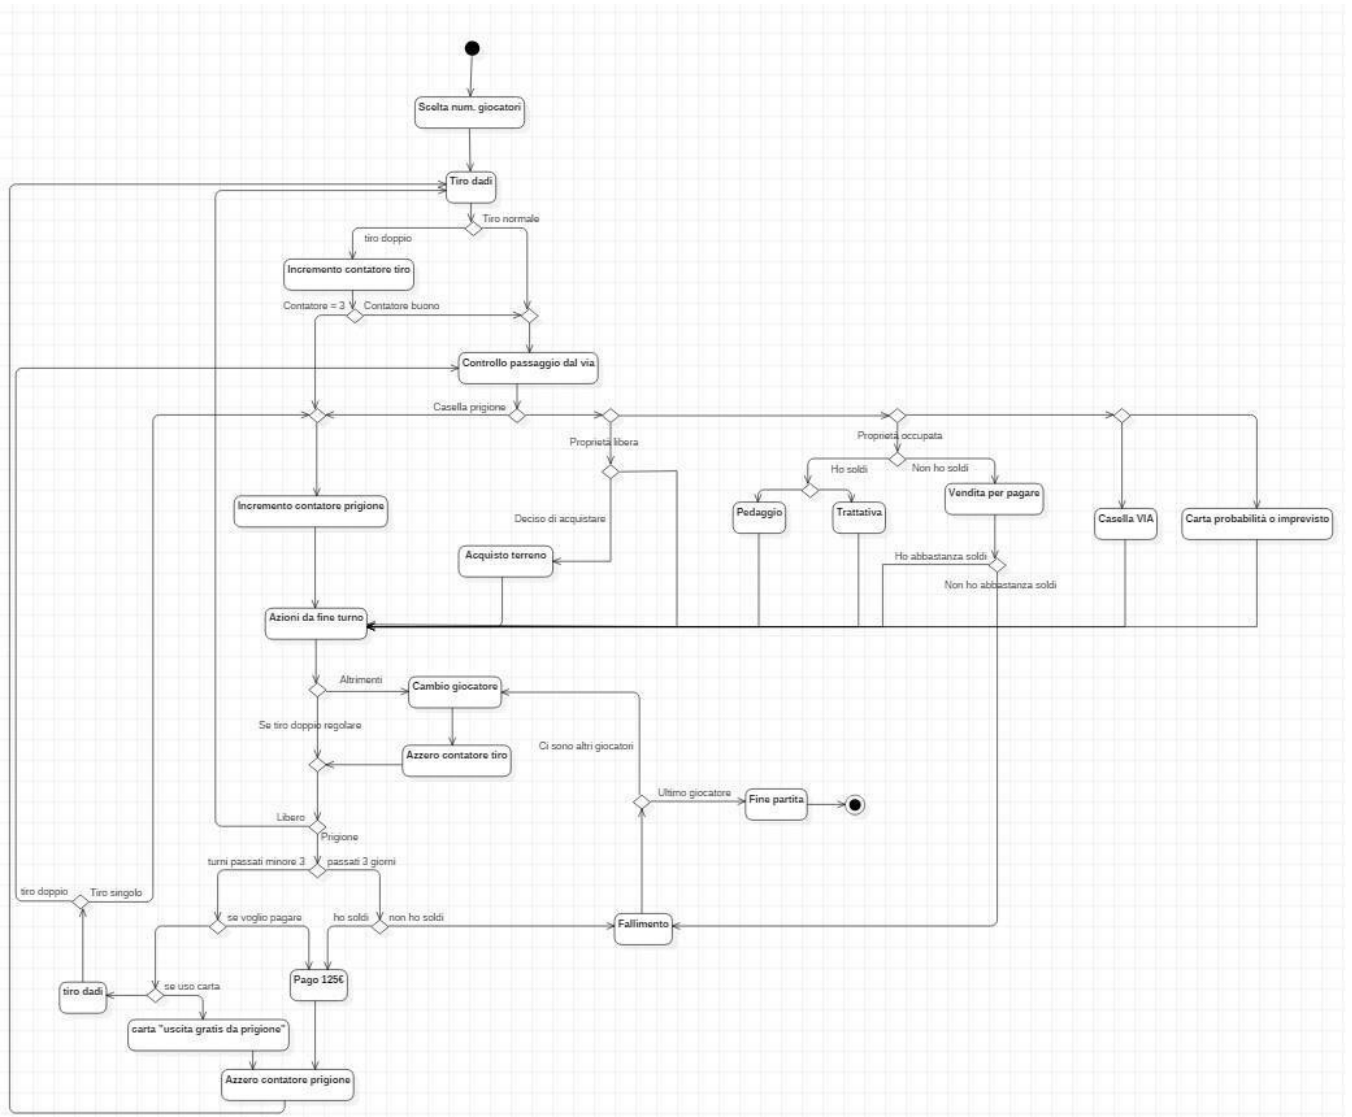 Scelta num. giocatori
Tiro dadi
Tiro normale
tiro doppio
Incremento contatore tiro
Contatore = 3
Contatore buono
Controllo passaggio dal via
Casella prigione
Proprietà libera
Proprietà occupata
Ho soldi
Non ho soldi
Vendita per pagare
Incremento contatore prigione
Deciso di acquistare
Pedaggio
Trattativa
Casella VIA
Carta probabilità o imprevisto
Acquisto terreno
Ho abbastanza soldi
Non ho abbastanza soldi
Azioni da fine turno
Altrimenti
Cambio giocatore
Se tiro doppio regolare
Ci sono altri giocatori
Azzero contatore tiro
Ultimo giocatore
Fine partita
Libero
Prigione
turni passati minore 3
passati 3 giorni
tiro doppio
Tiro singolo
se voglio pagare
ho soldi
non ho soldi
Fallimento
Pago 125€
tiro dadi
se uso carta
carta "uscita gratis da prigione"
Azzero contatore prigione